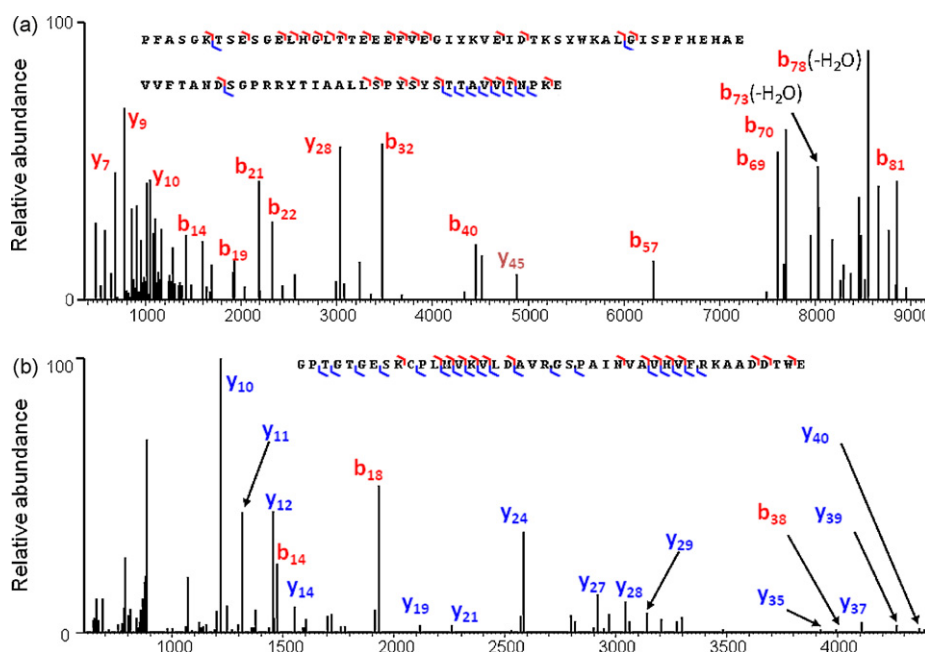 (a)
100
PFASGKTSESGELHGLTTEEEFVEGIYKVEIDTKSYWKALGISPFHEHAE
VVFTANDSGPRRYTIAALLSPYSYSTTAVVTNPKE
b78(-H2O)
b73(-H2O)
y9
y7
y10
b14
b19
b21
b22
y28
b32
b40
y45
b57
b70
b69
b81
Relative abundance
0
1000 2000 3000 4000 5000 6000 7000 8000 9000
(b)
100
GPTGTGESKCPLMVKVLDAVRGSPAINVAVHVFRKAADDTWE
y10
y11
y12
b14
y14
b18
y19
y21
y24
y27
y28
y29
y35
b38
y37
y39
y40
Relative abundance
0
1000 1500 2000 2500 3000 3500 4000